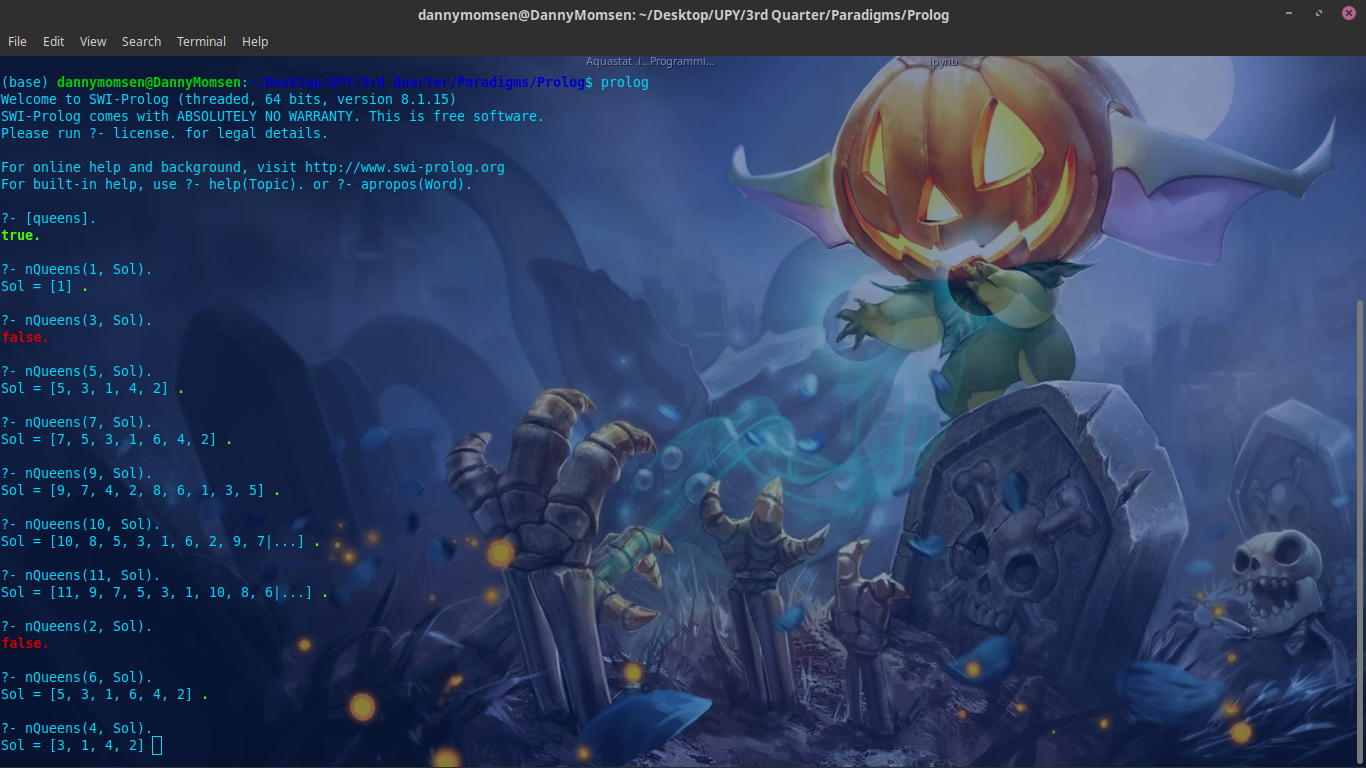 dannymomsen@DannyMomsen: ~/Desktop/UPY/3rd Quarter/Paradigms/Prolog
File Edit View Search Terminal Help
Aquastat .i...Programmi... ipynb
(base) dannymomsen@DannyMomsen:~/Desktop/UPY/3rd Quarter/Paradigms/Prolog$ prolog
Welcome to SWI-Prolog (threaded, 64 bits, version 8.1.15)
SWI-Prolog comes with ABSOLUTELY NO WARRANTY. This is free software.
Please run ?- license. for legal details.
For online help and background, visit http://www.swi-prolog.org
For built-in help, use ?- help(Topic). or ?- apropos(Word).
?- [queens].
true.
?- nQueens(1, Sol).
Sol = [1] .
?- nQueens(3, Sol).
false.
?- nQueens(5, Sol).
Sol = [5, 3, 1, 4, 2] .
?- nQueens(7, Sol).
Sol = [7, 5, 3, 1, 6, 4, 2] .
?- nQueens(9, Sol).
Sol = [9, 7, 4, 2, 8, 6, 1, 3, 5] .
?- nQueens(10, Sol).
Sol = [10, 8, 5, 3, 1, 6, 2, 9, 7|...] .
?- nQueens(11, Sol).
Sol = [11, 9, 7, 5, 3, 1, 10, 8, 6|...] .
?- nQueens(2, Sol).
false.
?- nQueens(6, Sol).
Sol = [5, 3, 1, 6, 4, 2] .
?- nQueens(4, Sol).
Sol = [3, 1, 4, 2]